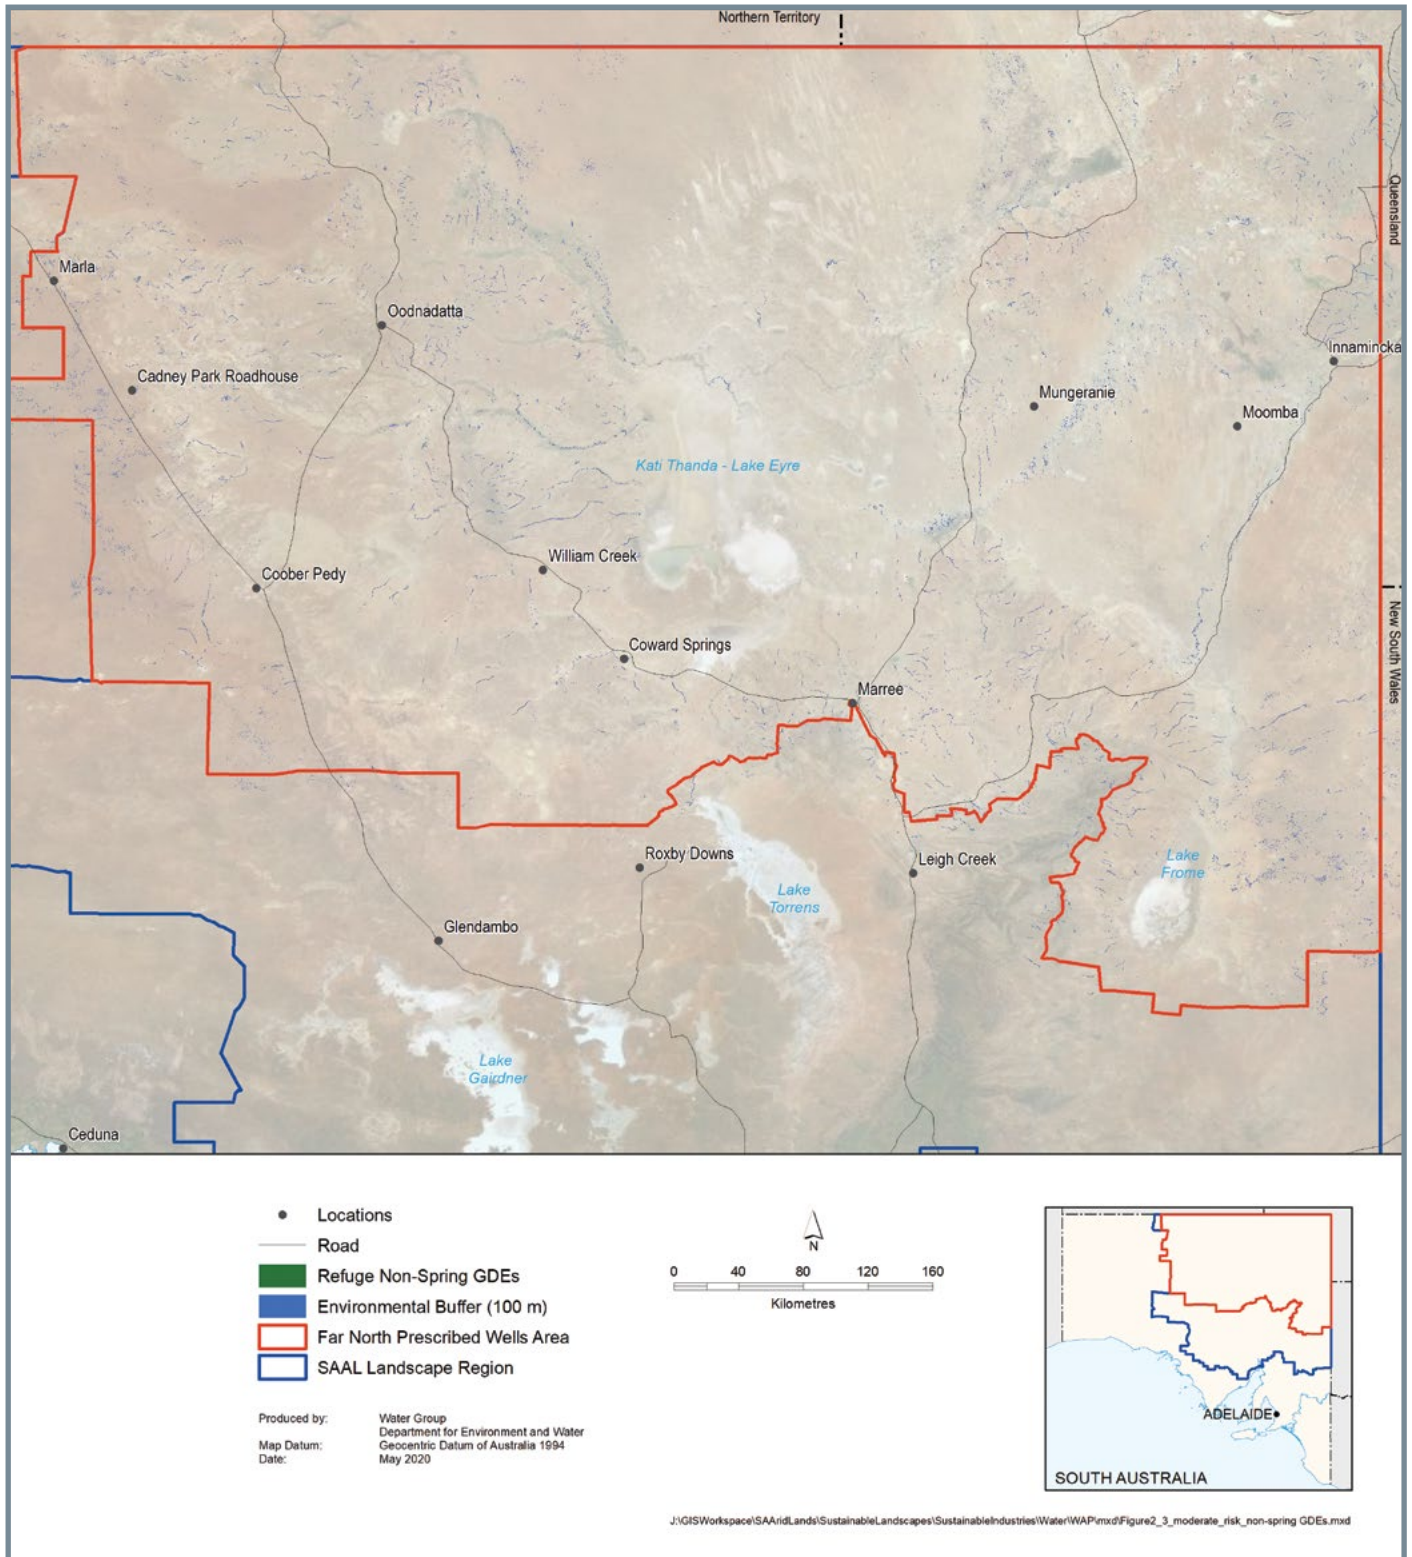 Northern Territory
Queensland
Marla
Oodnadatta
Innamincka
Cadney Park Roadhouse
Mungeranie
Moomba
Kati Thanda - Lake Eyre
William Creek
Coober Pedy
New South Wales
Coward Springs
Marree
Roxby Downs
Leigh Creek
Lake
Frome
Lake
Torrens
Glendambo
Lake
Gairdner
Ceduna
Locations
Road
Refuge Non-Spring GDEs
Environmental Buffer (100 m)
Far North Prescribed Wells Area
SAAL Landscape Region
N
0 40 80 120 160
Kilometres
Produced by: Water Group
Department for Environment and Water
Map Datum: Geocentric Datum of Australia 1994
Date: May 2020
ADELAIDE
SOUTH AUSTRALIA
J:\GISWorkspace\SAAridLands\SustainableLandscapes\SustainableIndustries\Water\WAP\mxd\Figure2_3_moderate_risk_non-spring GDEs.mxd